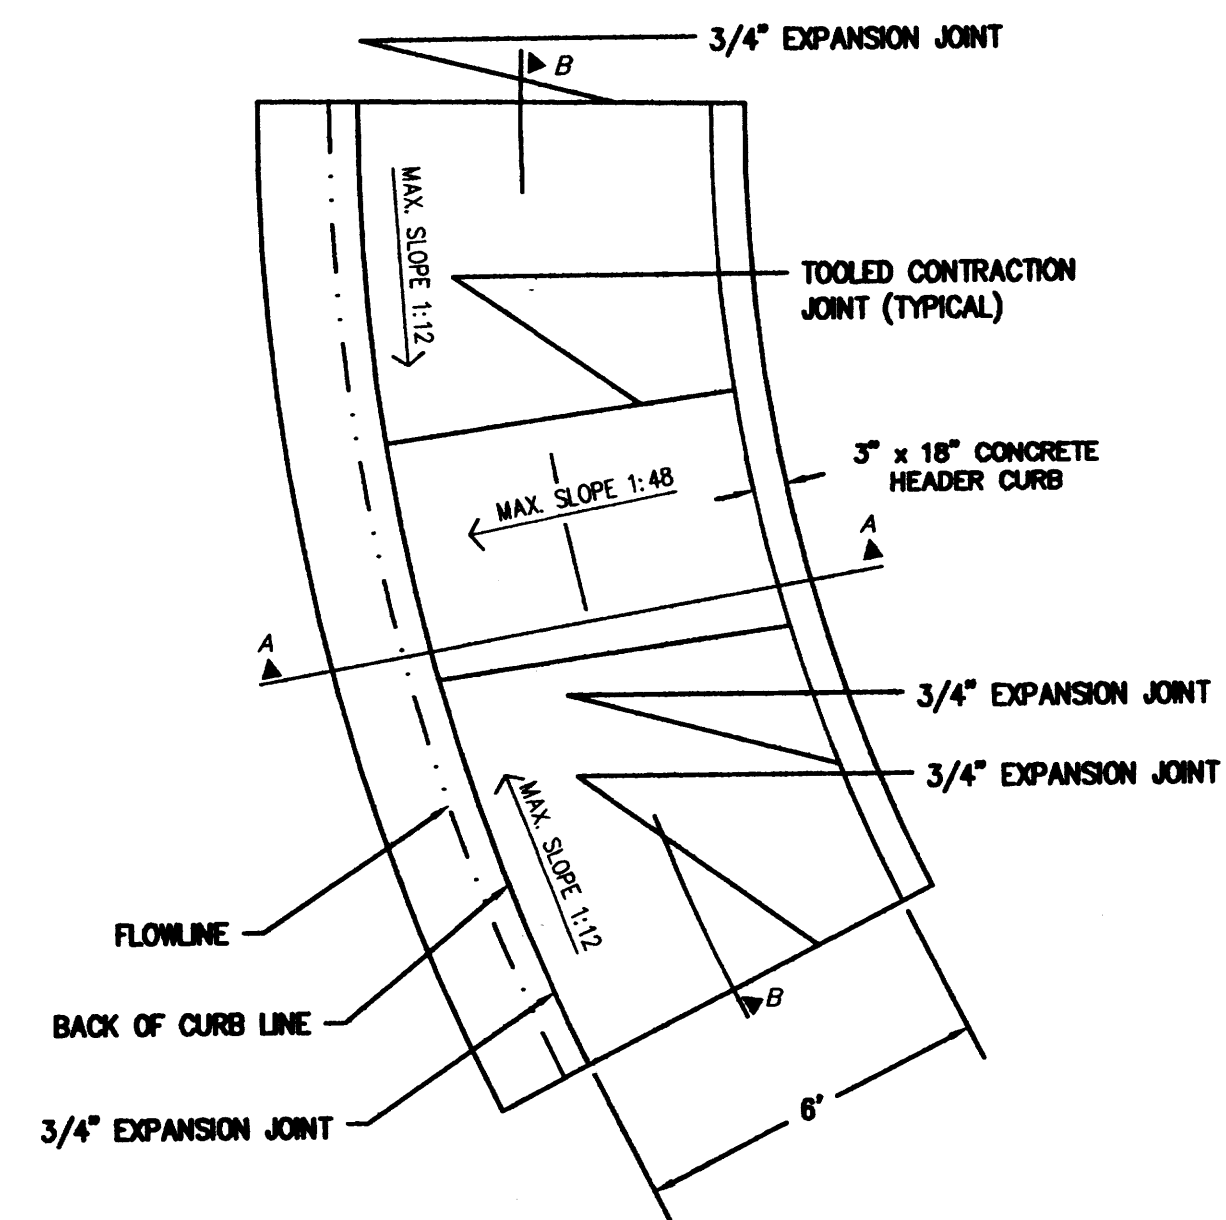 3/4" EXPANSION JOINT
B
MAX. SLOPE 1:12
TOOLED CONTRACTION
JOINT (TYPICAL)
3" x 18" CONCRETE
HEADER CURB
MAX. SLOPE 1:48
A
A
3/4" EXPANSION JOINT
3/4" EXPANSION JOINT
MAX. SLOPE 1:12
FLOWLINE
BACK OF CURB LINE
B
6'
3/4" EXPANSION JOINT